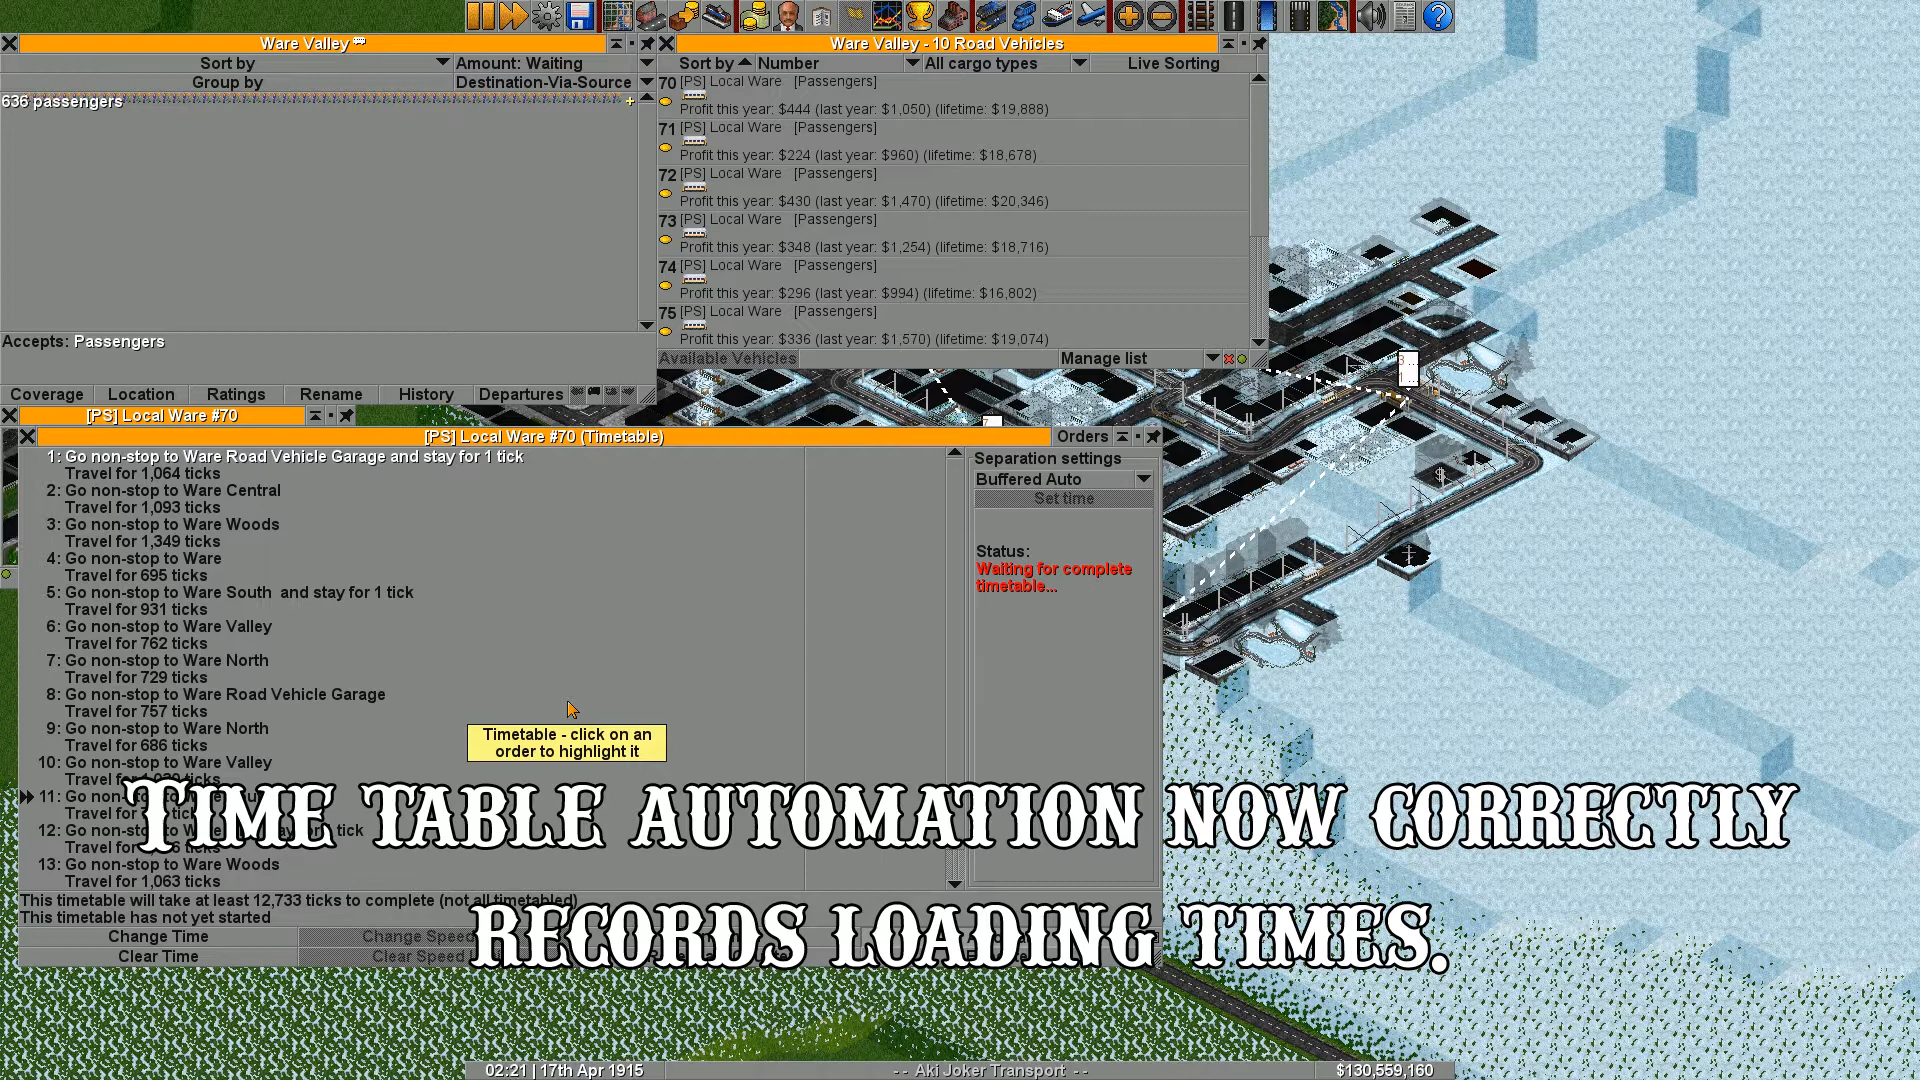 Ware Valley
Ware Valley - 10 Road Vehicles
Sort by
Amount: Waiting
Group by
Destination-Via-Source
636 passengers
Accepts: Passengers
Coverage
Location
Ratings
Rename
History
Departures
Sort by
Number
All cargo types
Live Sorting
70 [PS] Local Ware [Passengers]
Profit this year: $444 (last year: $1,050) (lifetime: $19,888)
71 [PS] Local Ware [Passengers]
Profit this year: $224 (last year: $960) (lifetime: $18,678)
72 [PS] Local Ware [Passengers]
Profit this year: $430 (last year: $1,470) (lifetime: $20,346)
73 [PS] Local Ware [Passengers]
Profit this year: $348 (last year: $1,254) (lifetime: $18,716)
74 [PS] Local Ware [Passengers]
Profit this year: $296 (last year: $994) (lifetime: $16,802)
75 [PS] Local Ware [Passengers]
Profit this year: $336 (last year: $1,570) (lifetime: $19,074)
Available Vehicles
Manage list
[PS] Local Ware #70
[PS] Local Ware #70 (Timetable)
Orders
1: Go non-stop to Ware Road Vehicle Garage and stay for 1 tick
Travel for 1,064 ticks
2: Go non-stop to Ware Central
Travel for 1,093 ticks
3: Go non-stop to Ware Woods
Travel for 1,349 ticks
4: Go non-stop to Ware
Travel for 695 ticks
5: Go non-stop to Ware South and stay for 1 tick
Travel for 931 ticks
6: Go non-stop to Ware Valley
Travel for 762 ticks
7: Go non-stop to Ware North
Travel for 729 ticks
8: Go non-stop to Ware Road Vehicle Garage
Travel for 757 ticks
9: Go non-stop to Ware North
Travel for 686 ticks
10: Go non-stop to Ware Valley
Travel for ticks
11: Go
Travel for
12: Go tick
Travel for
13: Go non-stop to Ware Woods
Travel for 1,063 ticks
Separation settings
Buffered Auto
Set time
Status:
Waiting for complete
timetable...
Timetable - click on an
order to highlight it
Time table automation now correctly
records loading times.
This timetable will take at least 12,733 ticks to complete (not all timetabled)
This timetable has not yet started
Change Time
Change Speed
Clear Time
Clear Speed
02:21 | 17th Apr 1915
-- Aki Joker Transport --
$130,559,160